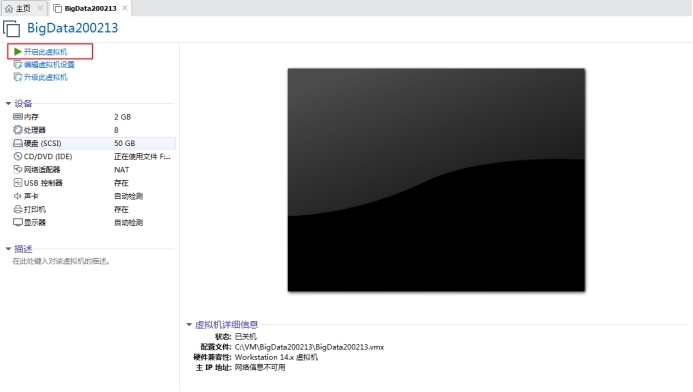 主页
BigData200213
BigData200213
开启此虚拟机
编辑虚拟机设置
升级此虚拟机
设备
内存 2 GB
处理器 8
硬盘 (SCSI) 50 GB
CD/DVD (IDE) 正在使用文件 F:...
网络适配器 NAT
USB 控制器 存在
声卡 自动检测
打印机 存在
显示器 自动检测
描述
在此处键入对该虚拟机的描述。
虚拟机详细信息
状态: 已关机
配置文件: C:\VM\BigData200213\BigData200213.vmx
硬件兼容性: Workstation 14.x 虚拟机
主 IP 地址: 网络信息不可用